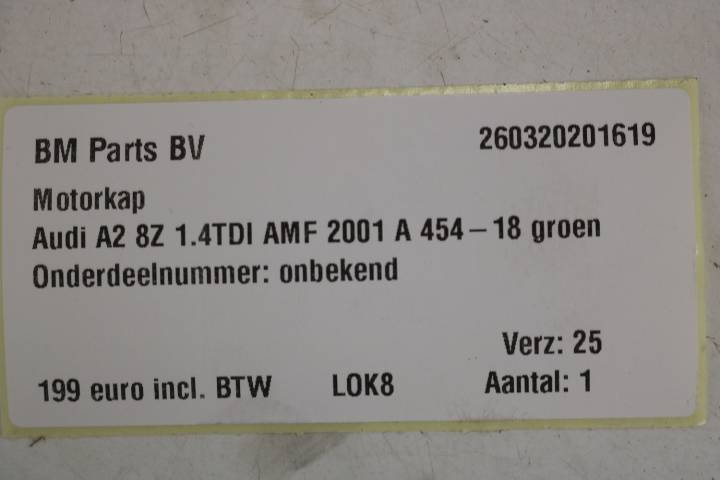 BM Parts BV 260320201619
Motorkap
Audi A2 8Z 1.4TDI AMF 2001 A 454-18 groen
Onderdeelnummer: onbekend
Verz: 25
199 euro incl. BTW LOK8 Aantal: 1